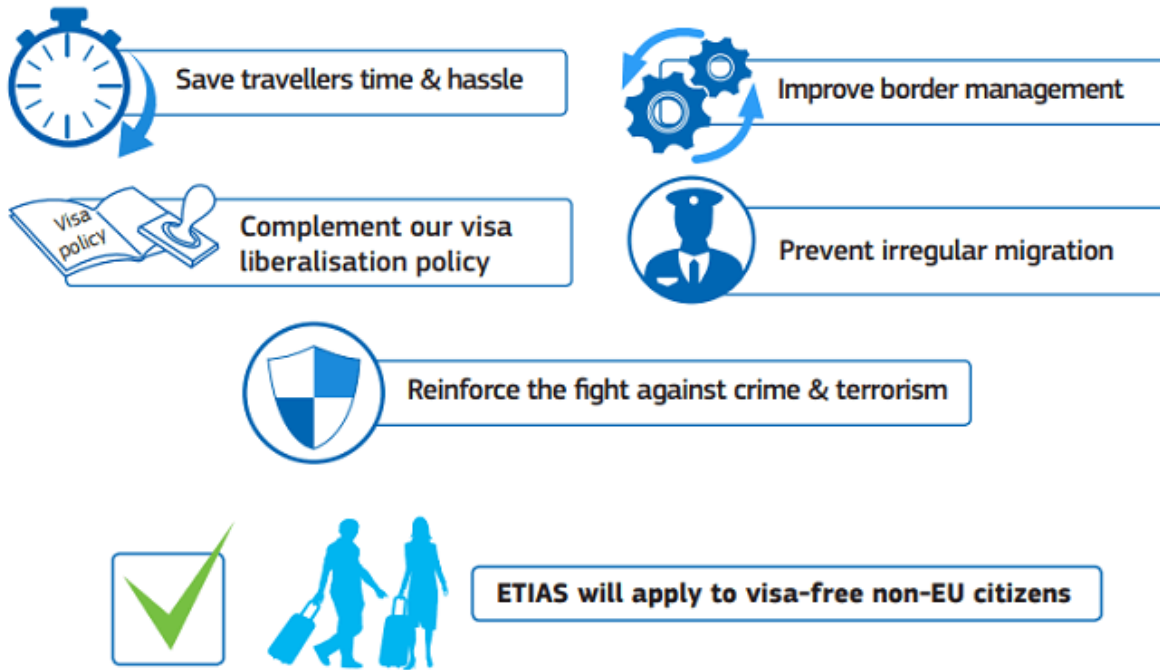 Save travellers time & hassle
Improve border management
Visa
policy
Complement our visa
liberalisation policy
Prevent irregular migration
Reinforce the fight against crime & terrorism
ETIAS will apply to visa-free non-EU citizens